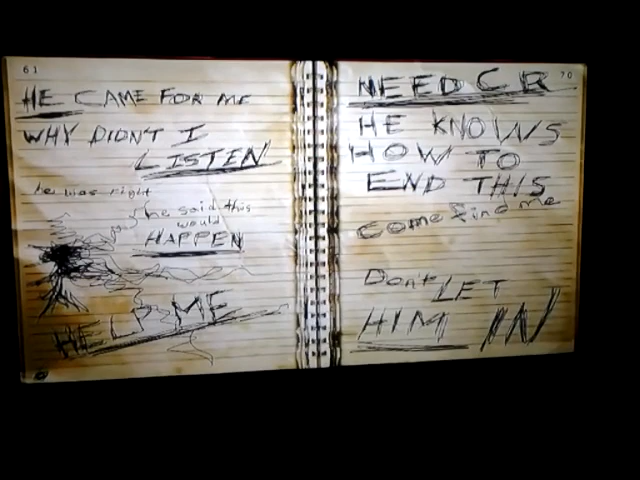 61
HE CAME FOR ME
WHY DIDN'T I
LISTEN
he was right
he said this
would
HAPPEN
HELP ME
70
NEED CR
HE KNOWS
HOW TO
END THIS
come find me
Don't LET
HIM IN